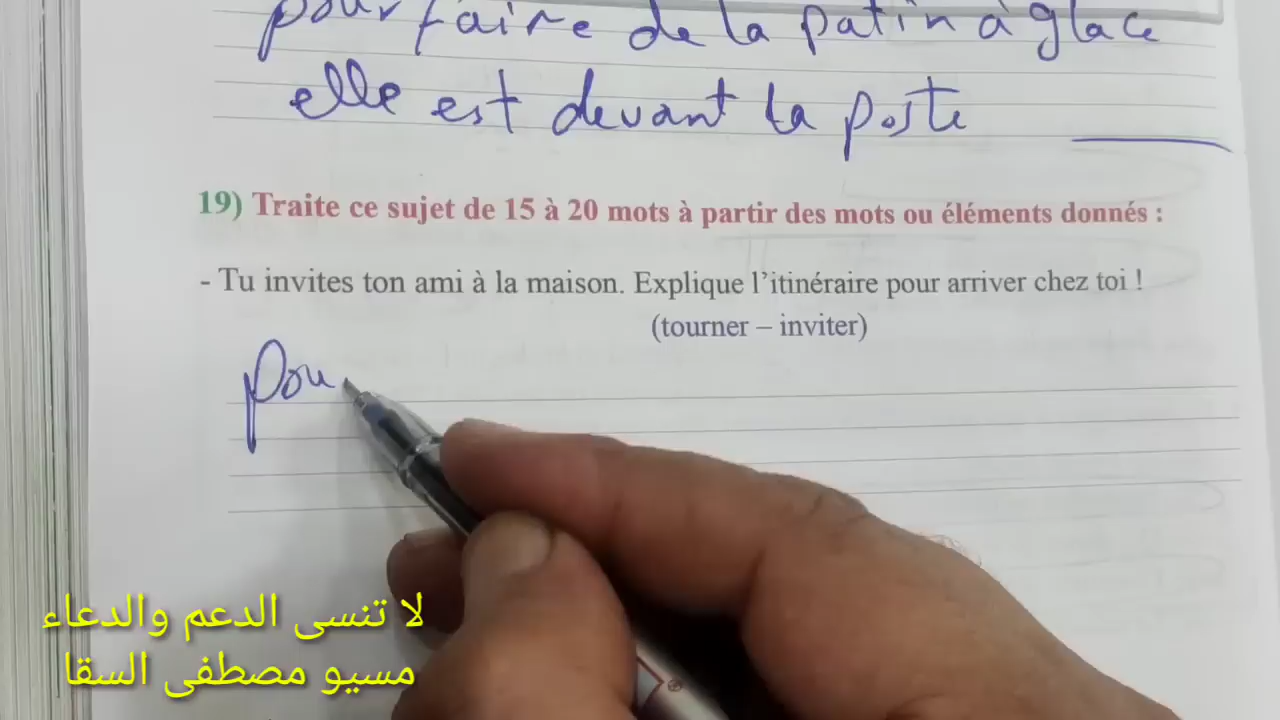 pour faire de la patin à glace
elle est devant la poste
19) Traite ce sujet de 15 à 20 mots à partir des mots ou éléments donnés :
- Tu invites ton ami à la maison. Explique l'itinéraire pour arriver chez toi !
(tourner – inviter)
Pou
لا تنسى الدعم والدعاء
مسيو مصطفى السقا